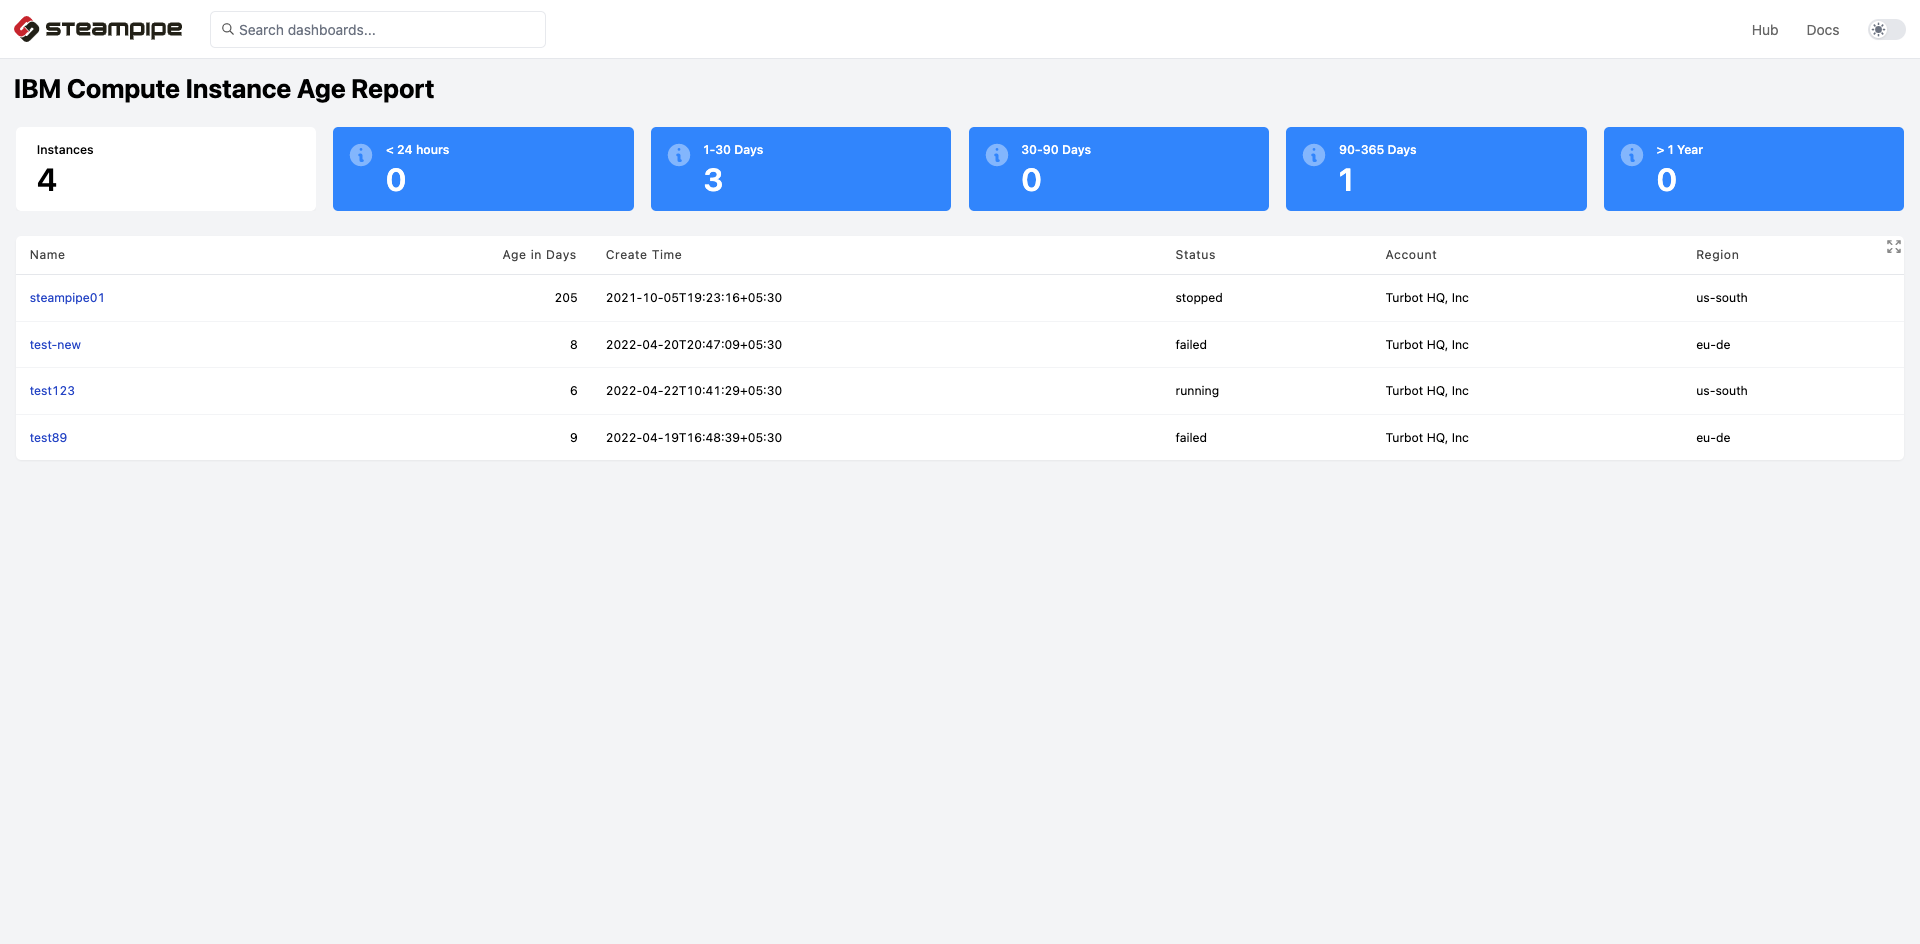 steampipe Search dashboards... Hub Docs
IBM Compute Instance Age Report
Instances < 24 hours 1-30 Days 30-90 Days 90-365 Days > 1 Year
4 0 3 0 1 0
Name Age in Days Create Time Status Account Region
steampipe01 205 2021-10-05T19:23:16+05:30 stopped Turbot HQ, Inc us-south
test-new 8 2022-04-20T20:47:09+05:30 failed Turbot HQ, Inc eu-de
test123 6 2022-04-22T10:41:29+05:30 running Turbot HQ, Inc us-south
test89 9 2022-04-19T16:48:39+05:30 failed Turbot HQ, Inc eu-de